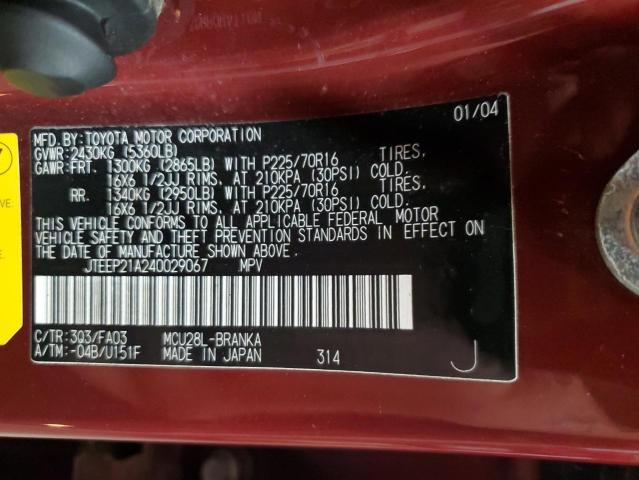 01/04
MFD. BY: TOYOTA MOTOR CORPORATION
GVWR: 2430KG (5360LB)
GAWR: FRT. 1300KG (2865LB) WITH P225/70R16 TIRES,
16X6 1/2JJ RIMS, AT 210KPA (30PSI) COLD.
RR. 1340KG (2950LB) WITH P225/70R16 TIRES,
16X6 1/2JJ RIMS, AT 210KPA (30PSI) COLD.
THIS VEHICLE CONFORMS TO ALL APPLICABLE FEDERAL MOTOR
VEHICLE SAFETY AND THEFT PREVENTION STANDARDS IN EFFECT ON
THE DATE OF MANUFACTURE SHOWN ABOVE.
JTEEP21A240029067 MPV
C/TR: 3Q3/FA03 MCU28L-BRANKA
A/TM: -04B/U151F MADE IN JAPAN 314 J